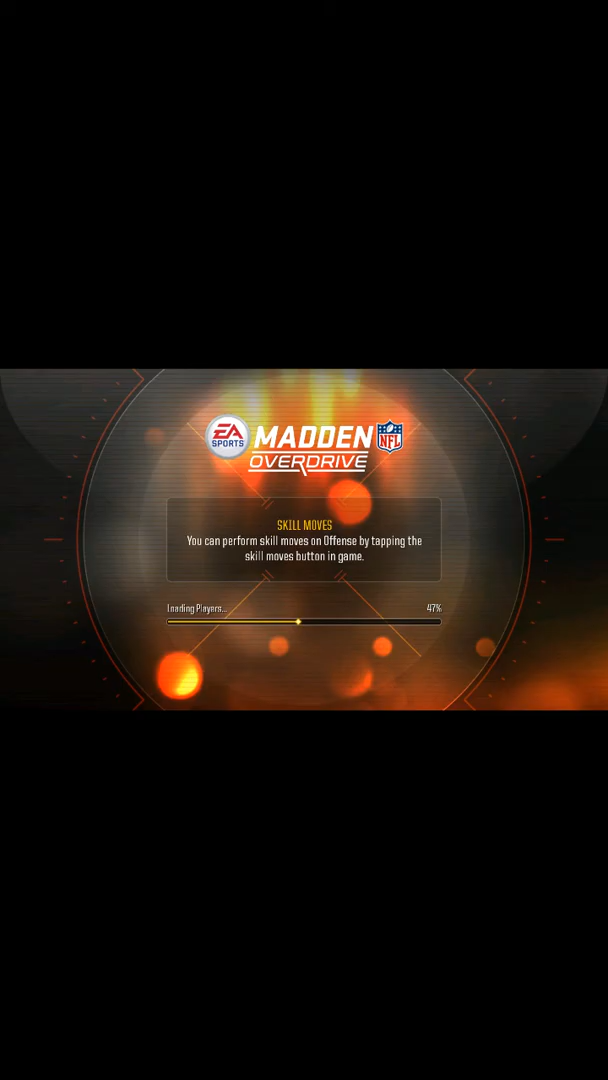 EA
SPORTS
MADDEN
NFL
OVERDRIVE
SKILL MOVES
You can perform skill moves on Offense by tapping the
skill moves button in game.
Loading Players... 47%